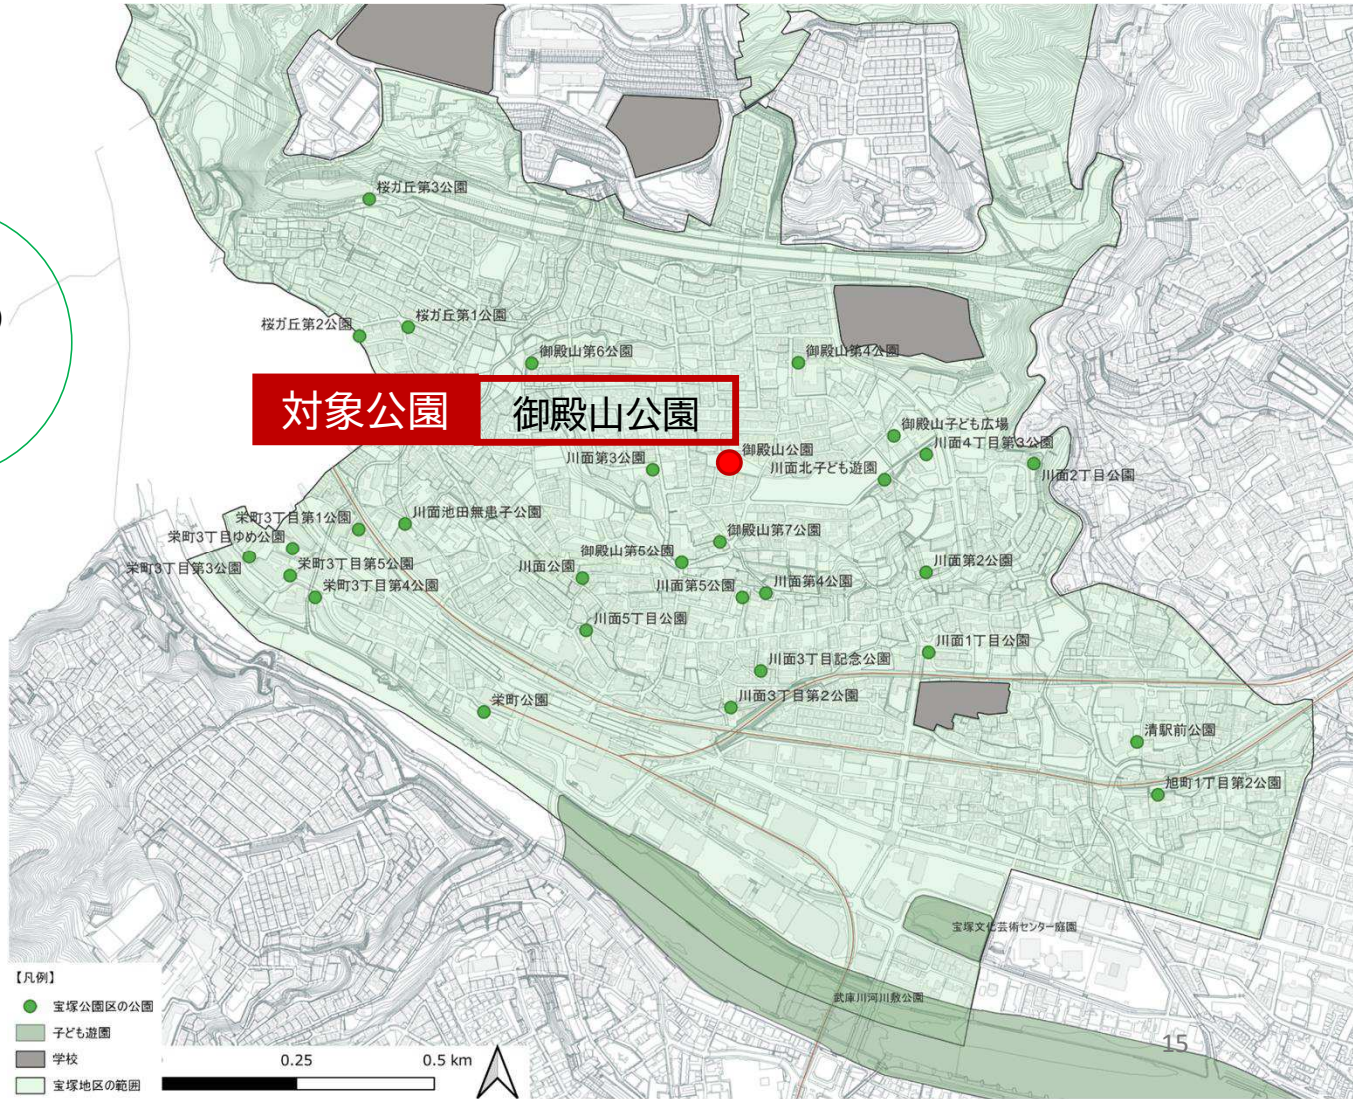 桜ガ丘第3公園
桜ガ丘第2公園
桜ガ丘第1公園
御殿山第6公園
御殿山第4公園
対象公園 御殿山公園
御殿山子ども広場
川面4丁目第3公園
御殿山公園
川面第3公園
川面北子ども遊園
川面2丁目公園
栄町3丁目第1公園
川面池田無患子公園
栄町3丁目ゆめ公園
栄町3丁目第3公園
栄町3丁目第5公園
栄町3丁目第4公園
御殿山第7公園
御殿山第5公園
川面公園
川面第5公園
川面第4公園
川面第2公園
川面5丁目公園
川面1丁目公園
川面3丁目記念公園
川面3丁目第2公園
栄町公園
清駅前公園
旭町1丁目第2公園
宝塚文化芸術センター庭園
武庫川河川敷公園
15
【凡例】
宝塚公園区の公園
子ども遊園
学校
宝塚地区の範囲
0.25 0.5 km